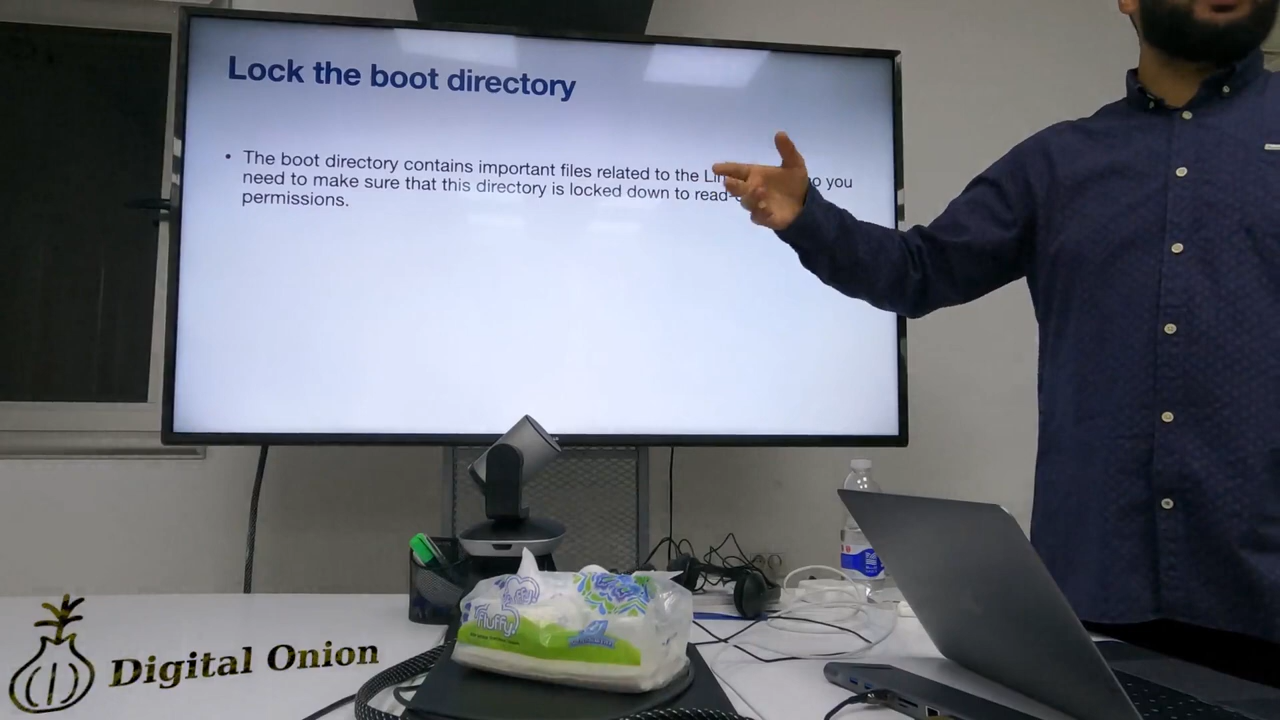 Lock the boot directory
• The boot directory contains important files related to the you
need to make sure that this directory is locked down to
permissions.
Fluffy!
Digital Onion